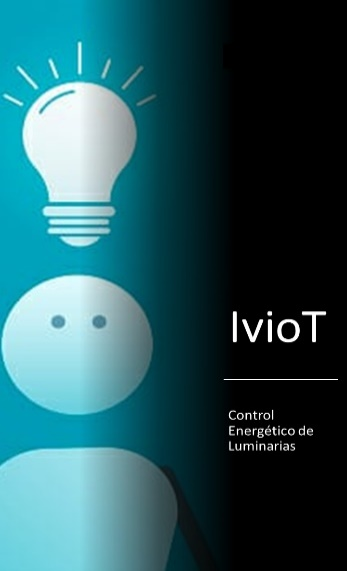 IvioT
Control
Energético de
Luminarias